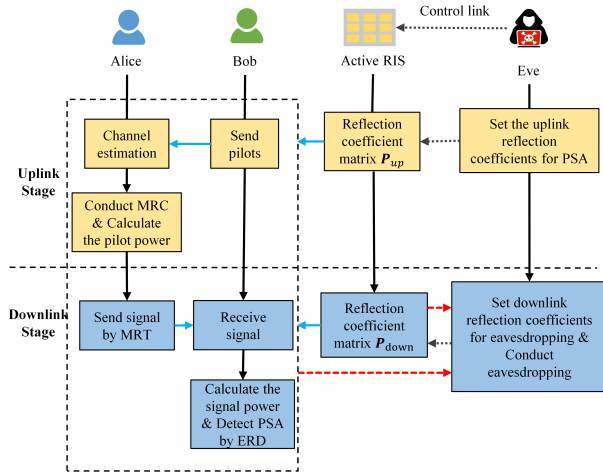 Control link
Alice
Bob
Active RIS
Eve
Uplink
Stage
Channel
estimation
Send
pilots
Reflection
coefficient
matrix P_up
Set the uplink
reflection
coefficients for PSA
Conduct MRC
& Calculate
the pilot power
Downlink
Stage
Send signal
by MRT
Receive
signal
Reflection
coefficient
matrix P_down
Set downlink
reflection coefficients
for eavesdropping &
Conduct
eavesdropping
Calculate the
signal power
& Detect PSA
by ERD